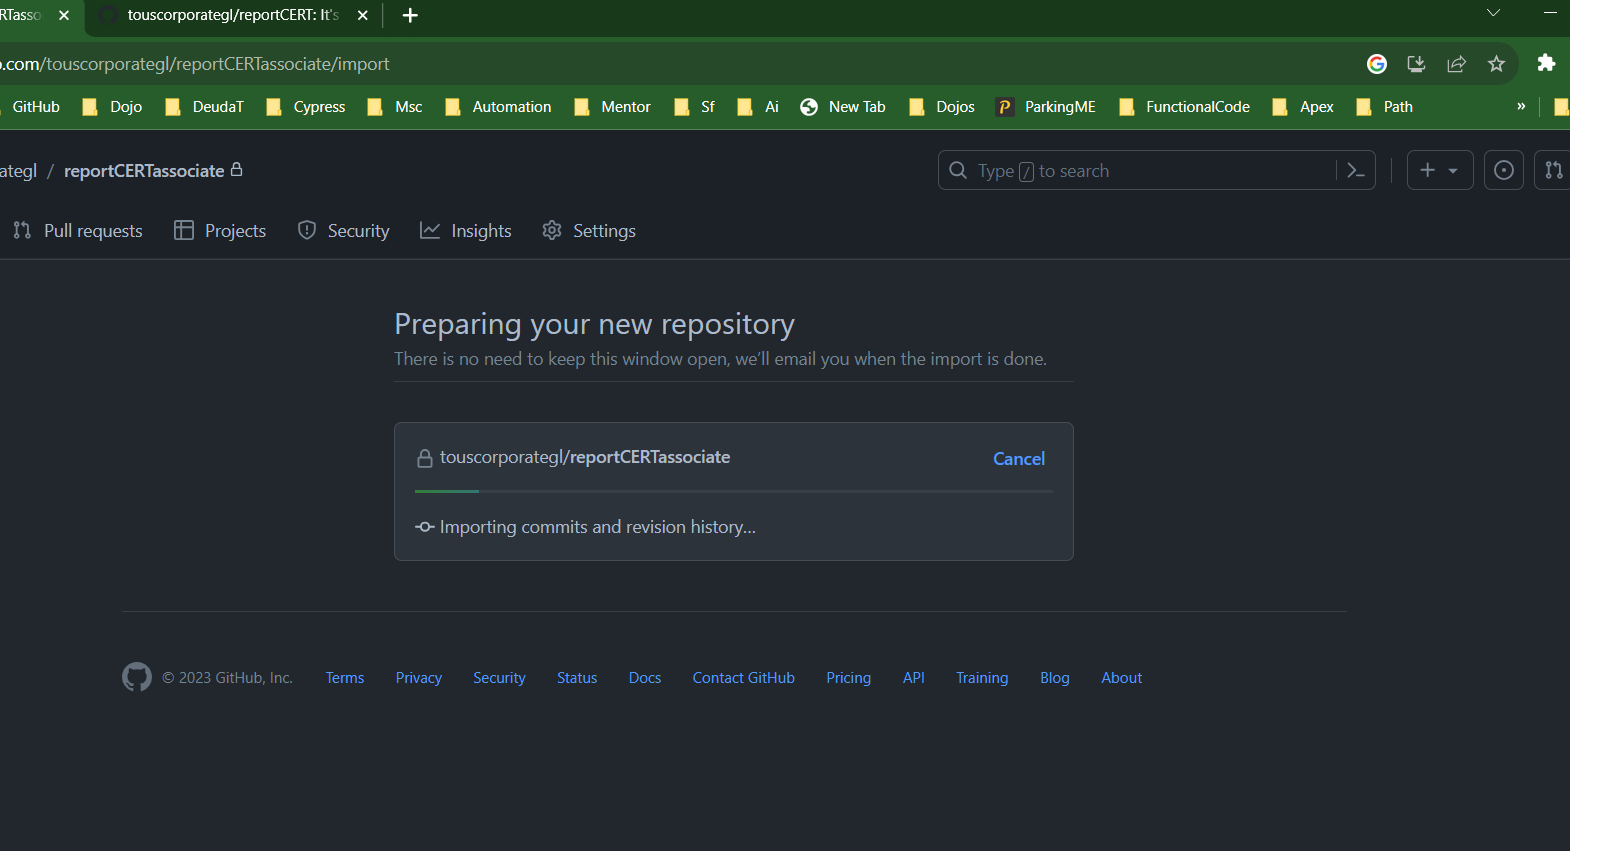 RTasso
touscorporategl/reportCERT: It's
.com/touscorporategl/reportCERTassociate/import
GitHub Dojo DeudaT Cypress Msc Automation Mentor Sf Ai New Tab Dojos ParkingME FunctionalCode Apex Path »
ategl / reportCERTassociate
Type / to search
Pull requests Projects Security Insights Settings
Preparing your new repository
There is no need to keep this window open, we'll email you when the import is done.
touscorporategl/reportCERTassociate Cancel
Importing commits and revision history...
© 2023 GitHub, Inc. Terms Privacy Security Status Docs Contact GitHub Pricing API Training Blog About